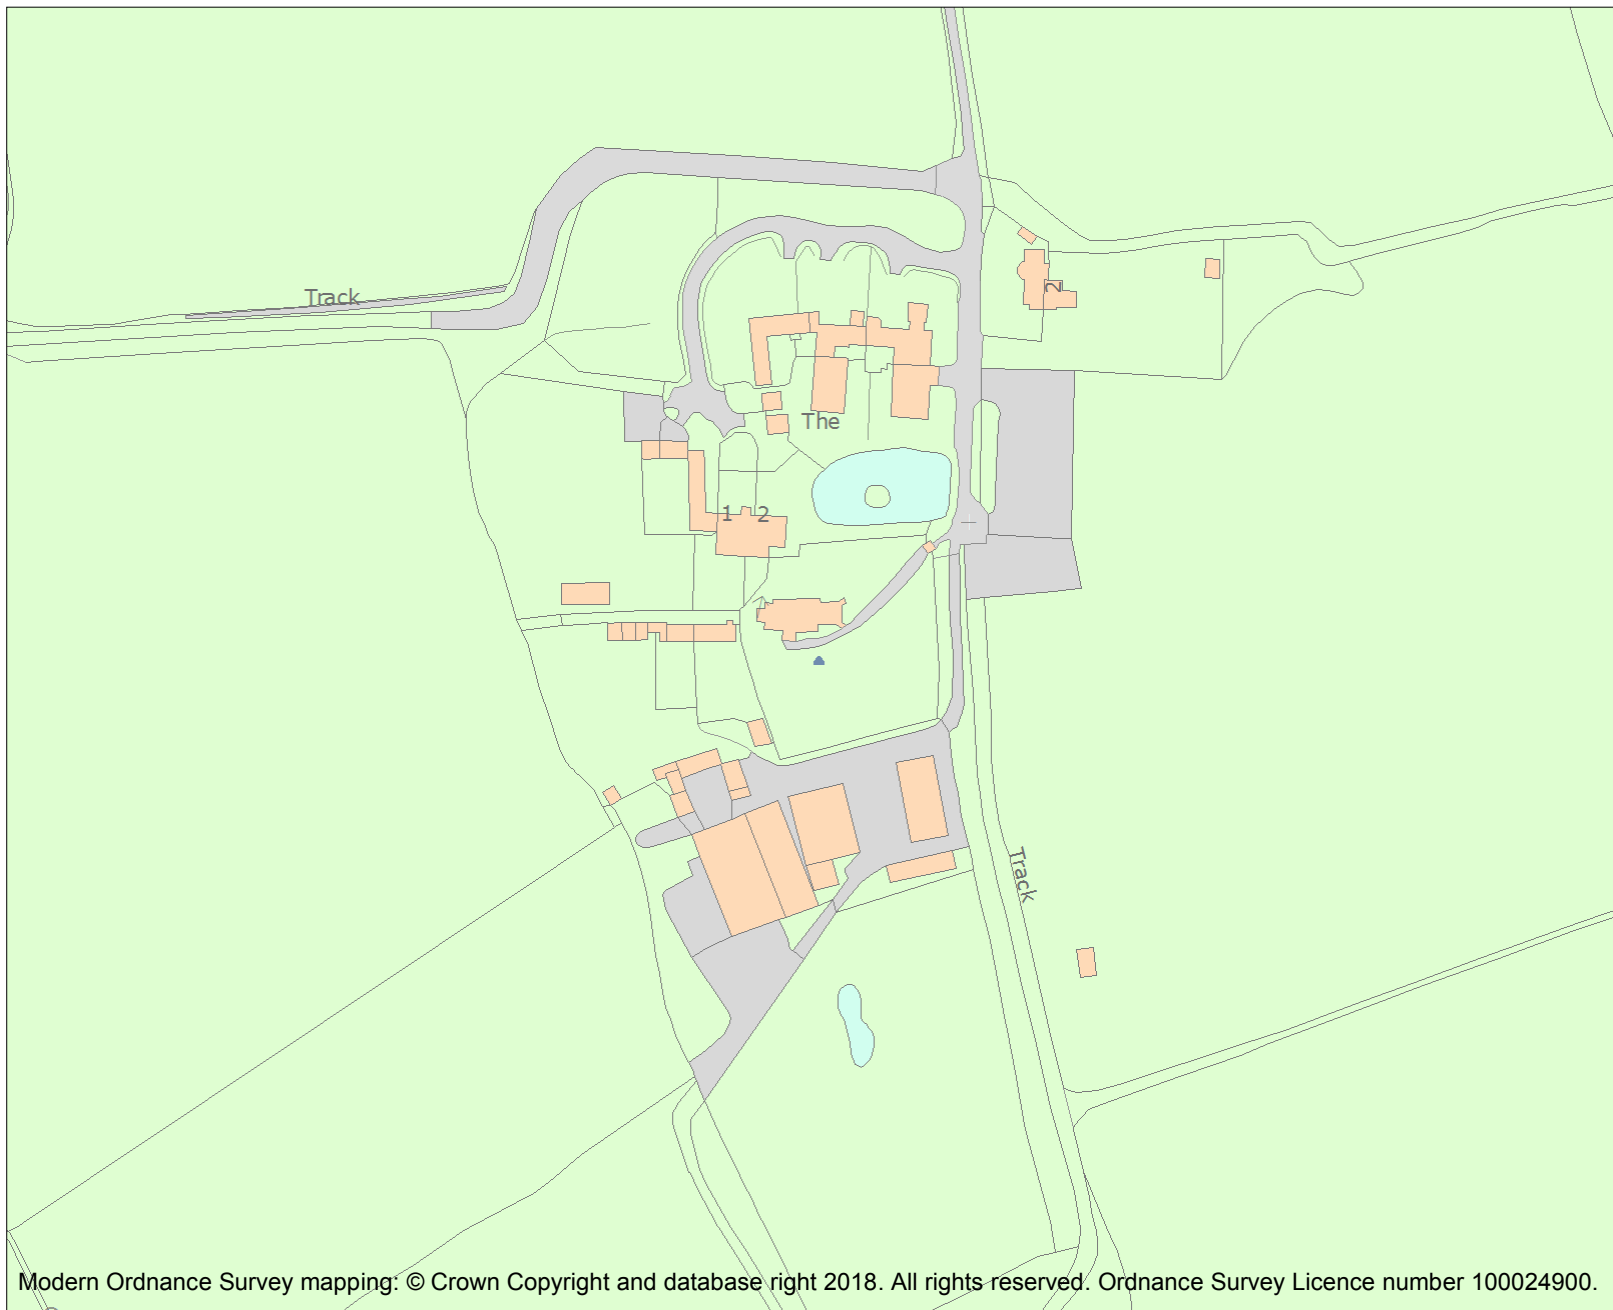 Track
2
The
1 2
Track
Modern Ordnance Survey mapping: © Crown Copyright and database right 2018. All rights reserved. Ordnance Survey Licence number 100024900.